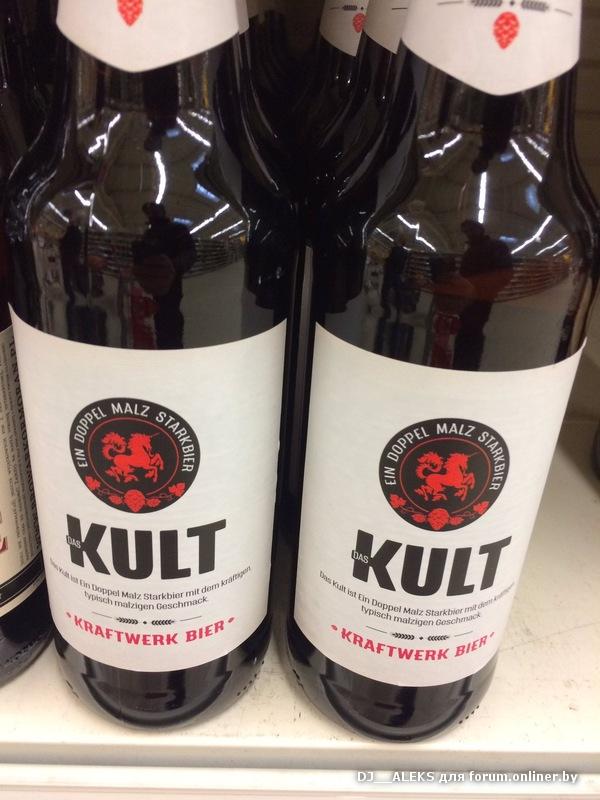 EIN DOPPEL MALZ STARKBIER
DAS KULT
Das Kult ist Ein Doppel Malz Starkbier mit dem kräftigen,
typisch malzigen Geschmack.
KRAFTWERK BIER
EIN DOPPEL MALZ STARKBIER
DAS KULT
Das Kult ist Ein Doppel Malz Starkbier mit dem kräftigen,
typisch malzigen Geschmack.
KRAFTWERK BIER
DJ__ALEKS для forum.onliner.by